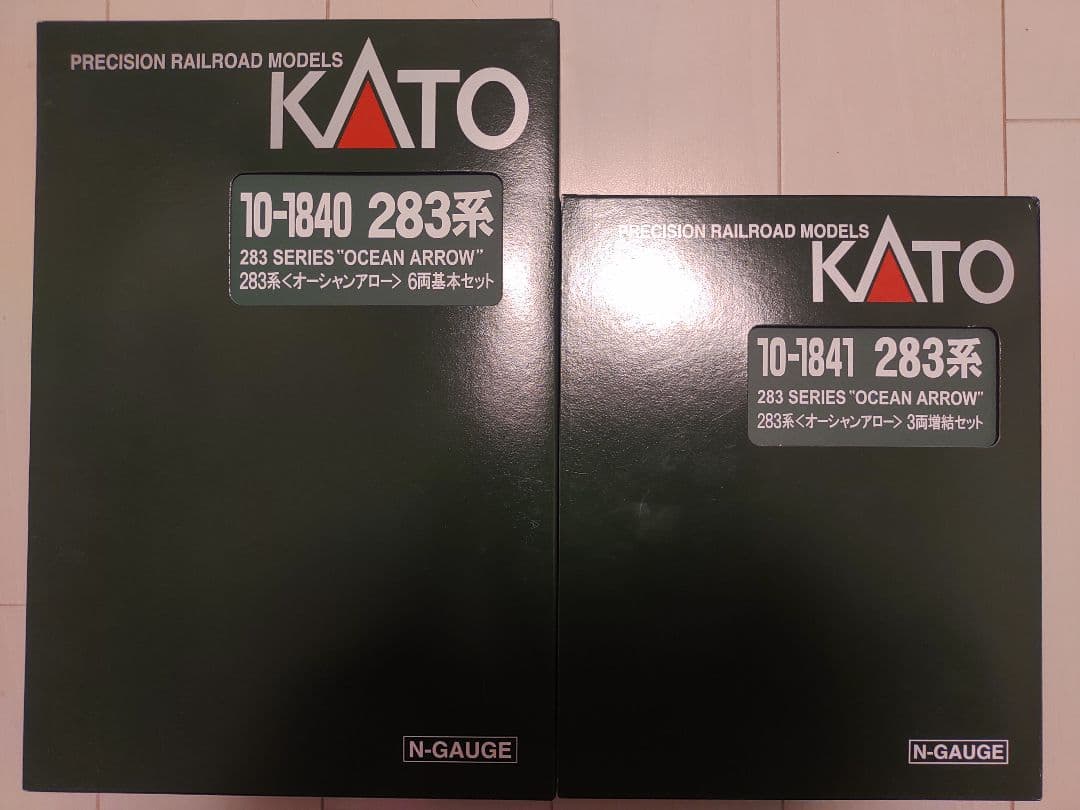 PRECISION RAILROAD MODELS
KATO
10-1840 283系
283 SERIES "OCEAN ARROW"
283系<オーシャンアロー> 6両基本セット
N-GAUGE
PRECISION RAILROAD MODELS
KATO
10-1841 283系
283 SERIES "OCEAN ARROW"
283系<オーシャンアロー> 3両増結セット
N-GAUGE